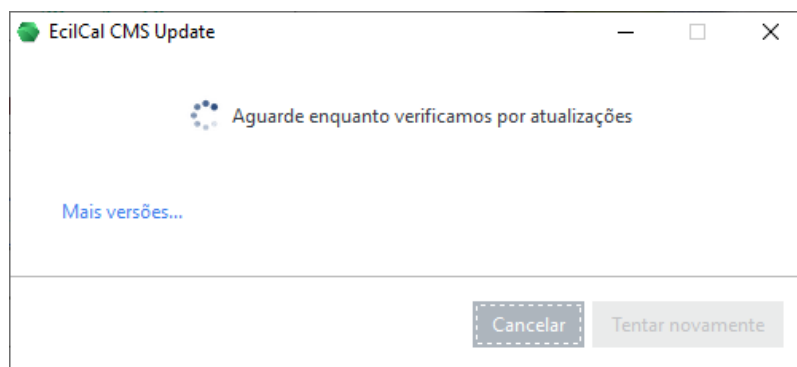 EcilCal CMS Update
Aguarde enquanto verificamos por atualizações
Mais versões...
Cancelar
Tentar novamente